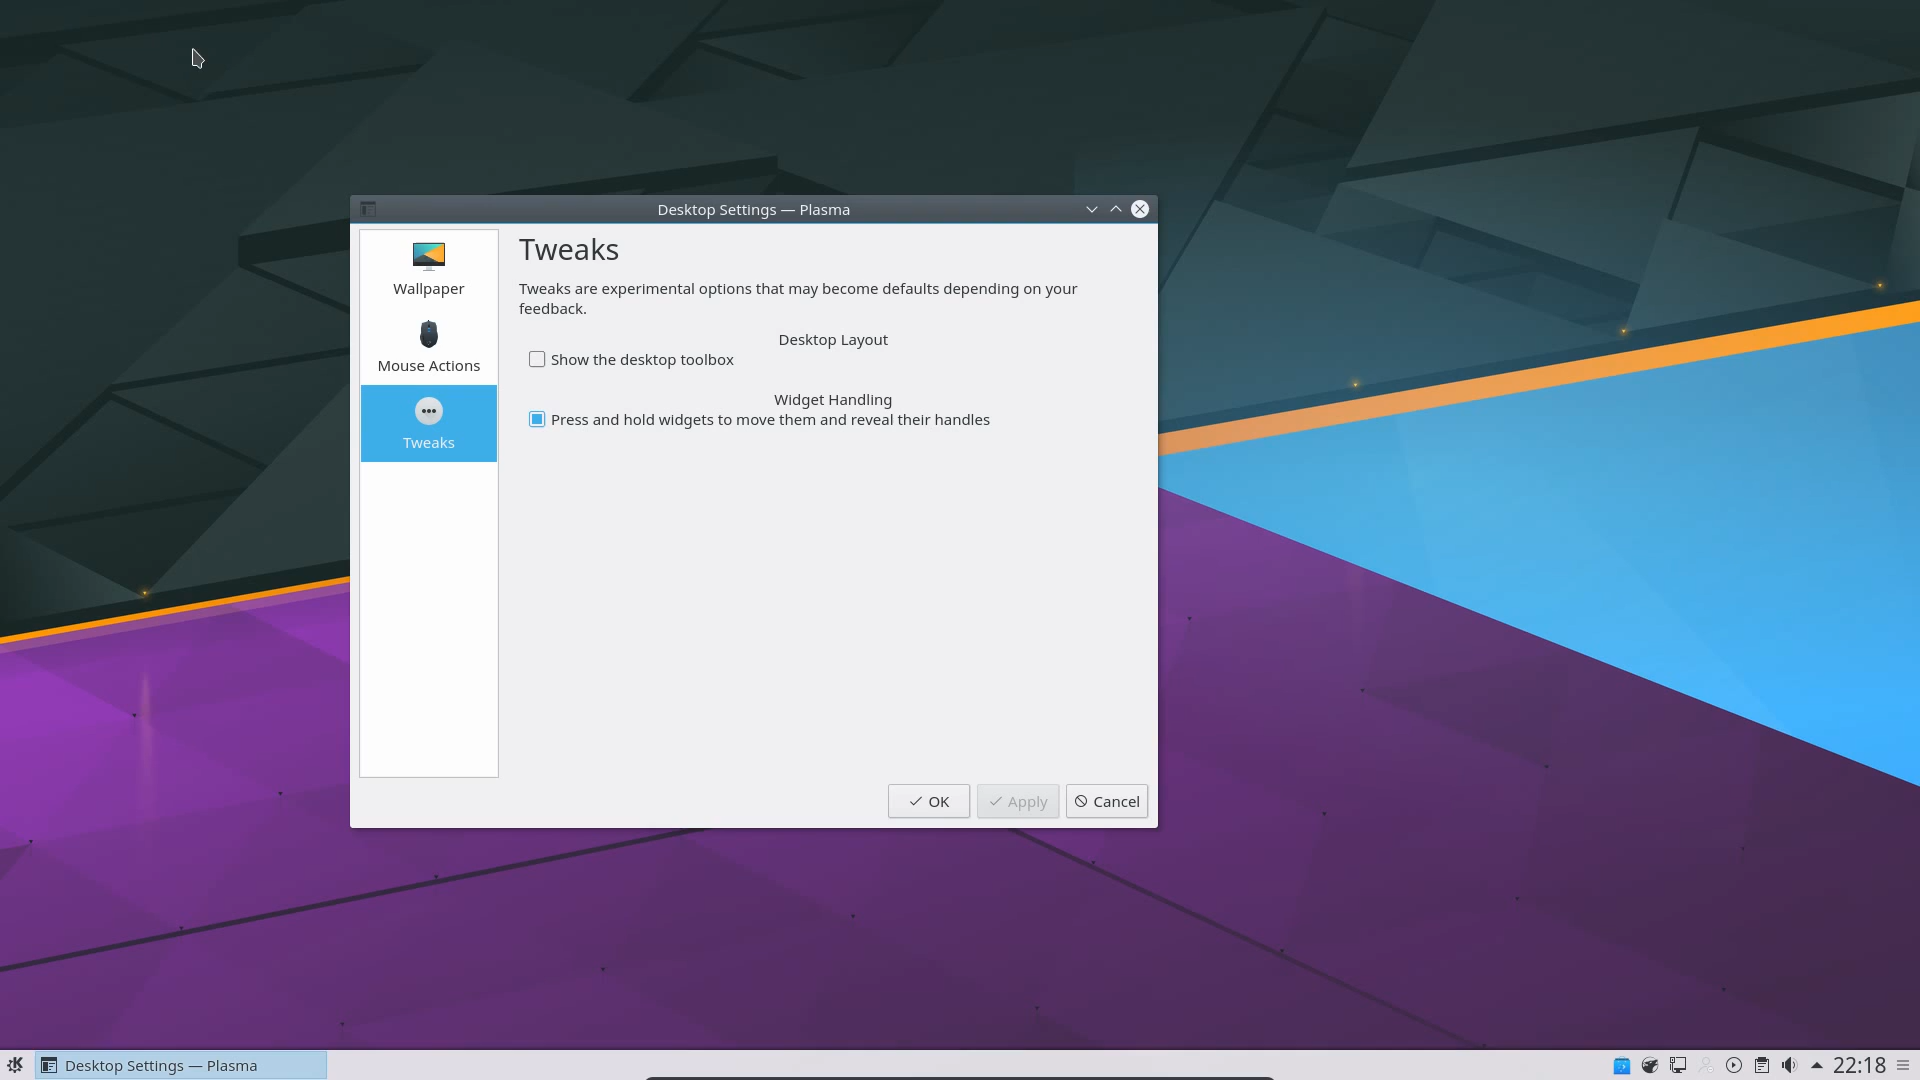 Desktop Settings — Plasma
Wallpaper
Mouse Actions
Tweaks
Tweaks
Tweaks are experimental options that may become defaults depending on your
feedback.
Desktop Layout
Show the desktop toolbox
Widget Handling
Press and hold widgets to move them and reveal their handles
OK
Apply
Cancel
Desktop Settings — Plasma
22:18